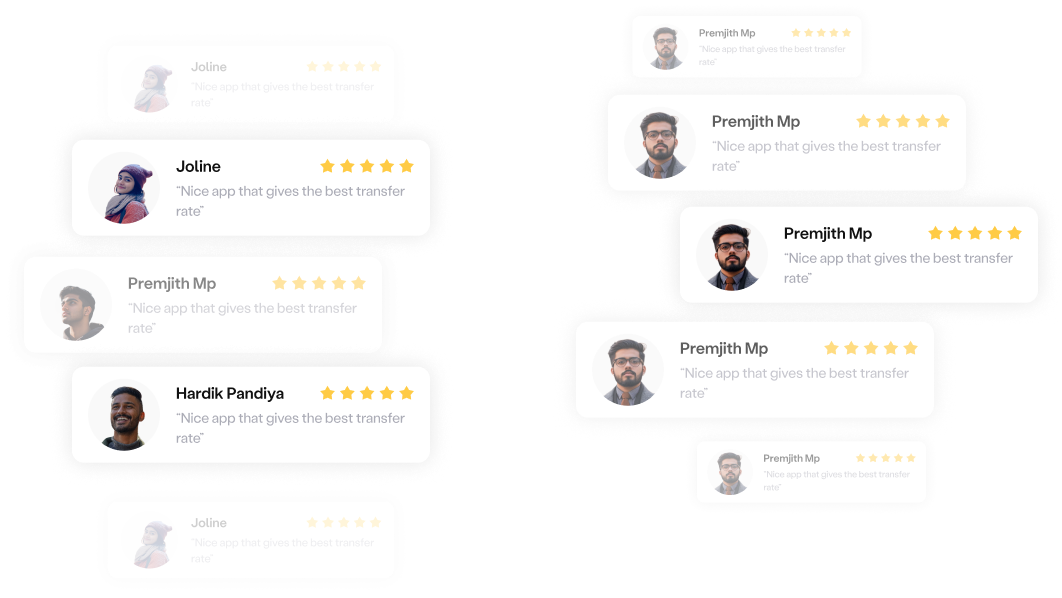 Joline
"Nice app that gives the best transfer
rate"
Joline
"Nice app that gives the best transfer
rate"
Premjith Mp
"Nice app that gives the best transfer
rate"
Hardik Pandiya
"Nice app that gives the best transfer
rate"
Joline
"Nice app that gives the best transfer
rate"
Premjith Mp
"Nice app that gives the best transfer
rate"
Premjith Mp
"Nice app that gives the best transfer
rate"
Premjith Mp
"Nice app that gives the best transfer
rate"
Premjith Mp
"Nice app that gives the best transfer
rate"
Premjith Mp
"Nice app that gives the best transfer
rate"